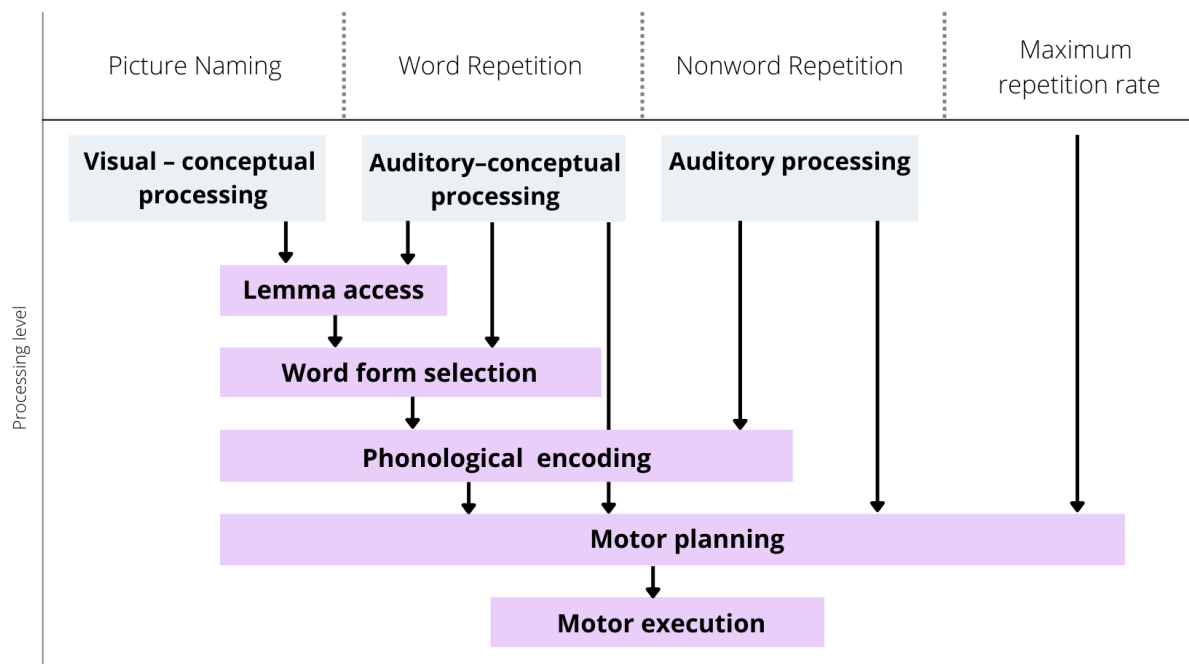 Picture Naming
Word Repetition
Nonword Repetition
Maximum
repetition rate
Visual – conceptual
processing
Auditory–conceptual
processing
Auditory processing
Lemma access
Word form selection
Phonological encoding
Motor planning
Motor execution
Processing level